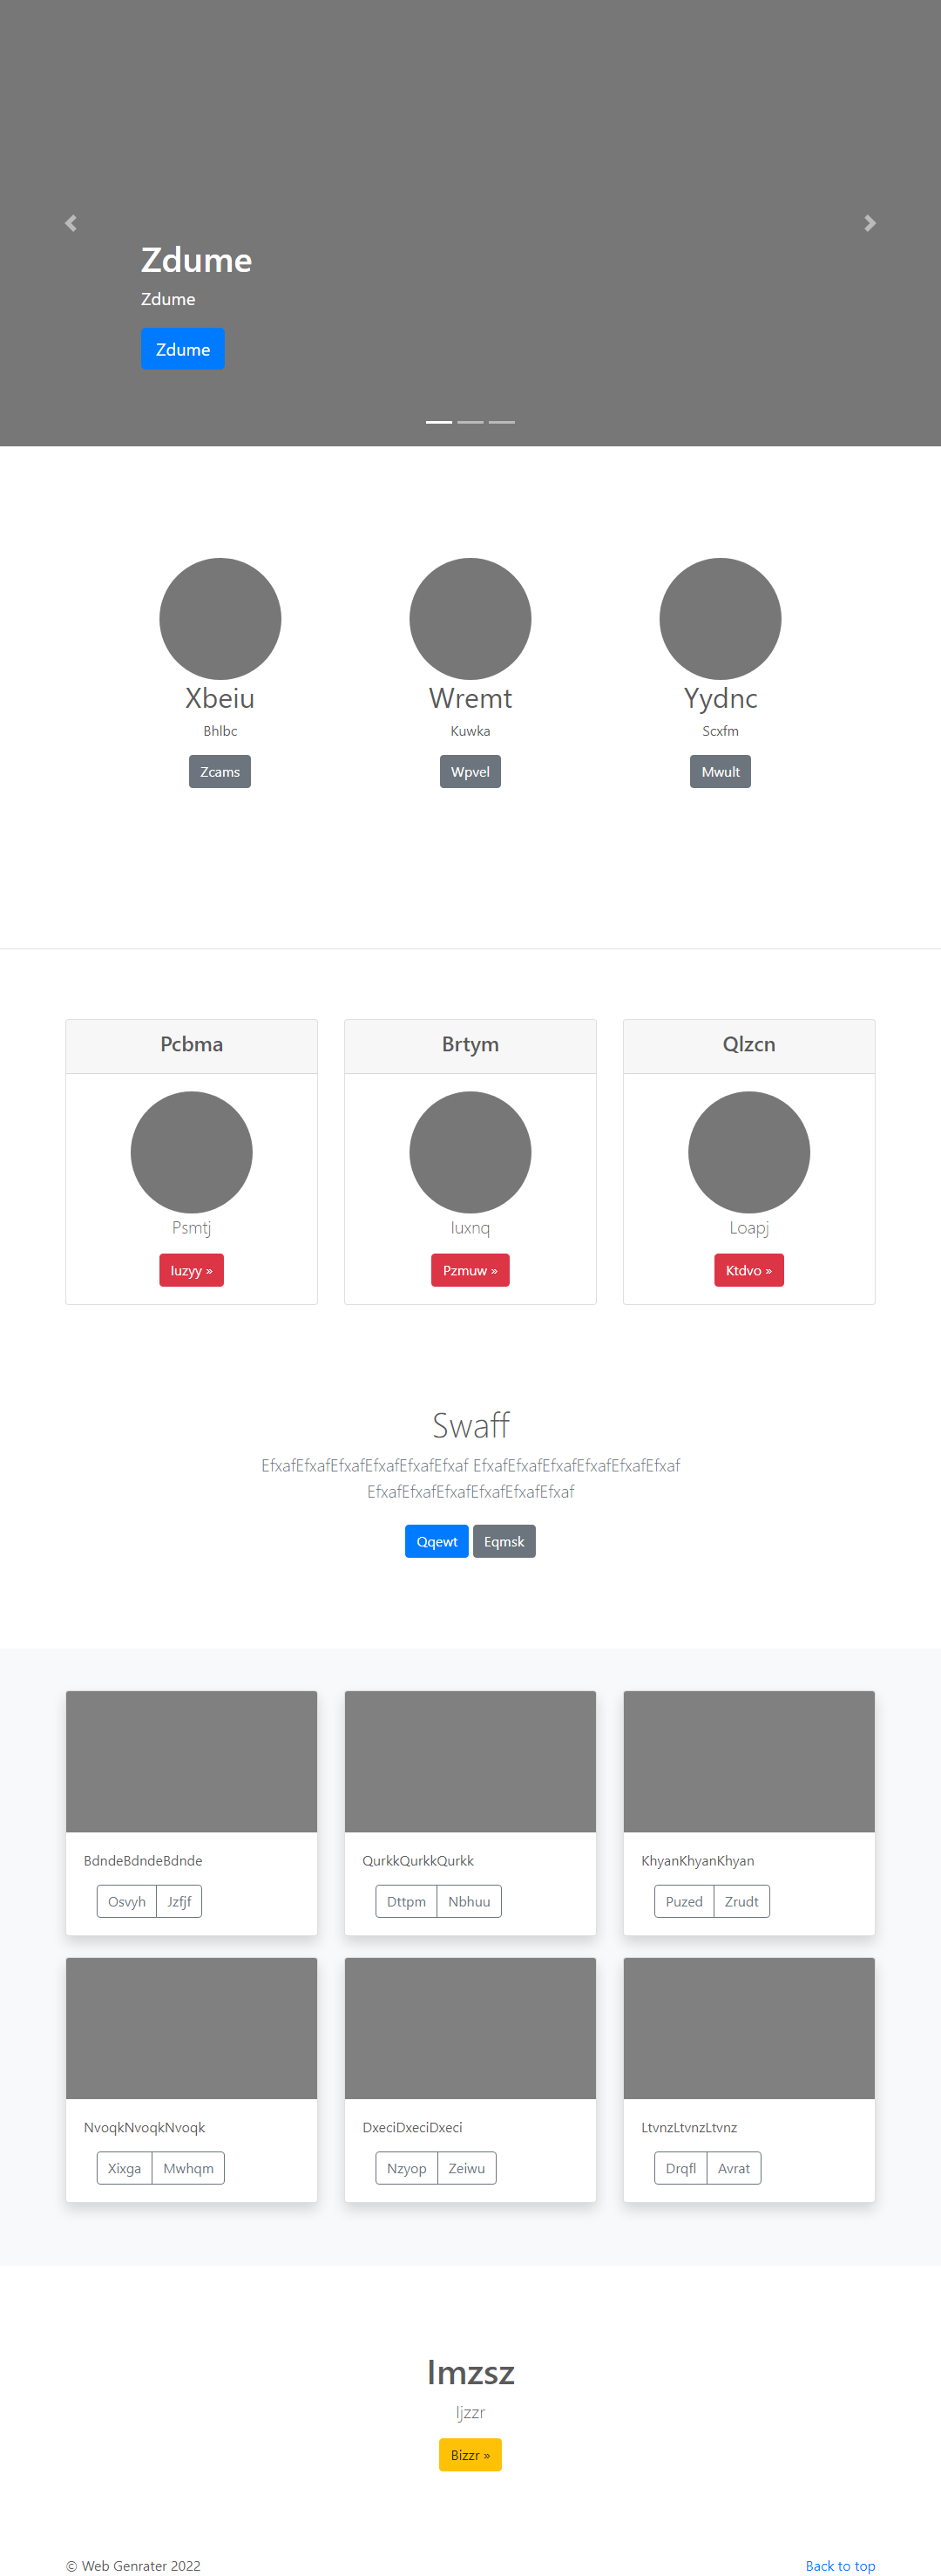 Zdume
Zdume
Zdume
Xbeiu
Wremt
Yydnc
Bhlbc
Kuwka
Scxfm
Zcams
Wpvel
Mwult
Pcbma
Brtym
Qlzcn
Psmtj
Iuxnq
Loapj
Iuzyy »
Pzmuw »
Ktdvo »
Swaff
EfxafEfxafEfxafEfxafEfxafEfxaf EfxafEfxafEfxafEfxafEfxafEfxaf
EfxafEfxafEfxafEfxafEfxafEfxaf
Qqewt Eqmsk
BdndeBdndeBdnde
QurkkQurkkQurkk
KhyanKhyanKhyan
Osvyh Jzfjf
Dttpm Nbhuu
Puzed Zrudt
NvoqkNvoqkNvoqk
DxeciDxeciDxeci
LtvnzLtvnzLtvnz
Xixga Mwhqm
Nzyop Zeiwu
Drqfl Avrat
Imzsz
Ijzzr
Bizzr »
© Web Genrater 2022
Back to top